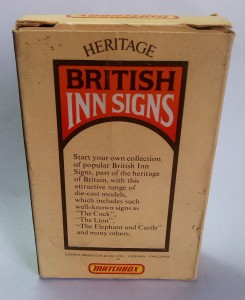 HERITAGE
BRITISH
INN SIGNS
Start your own collection
of popular British Inn
Signs, part of the heritage
of Britain, with this
attractive range of
die-cast models,
which includes such
well-known signs as
"The Cock",
"The Lion",
"The Elephant and Castle"
and many others.
LONDON ENGLAND
MATCHBOX